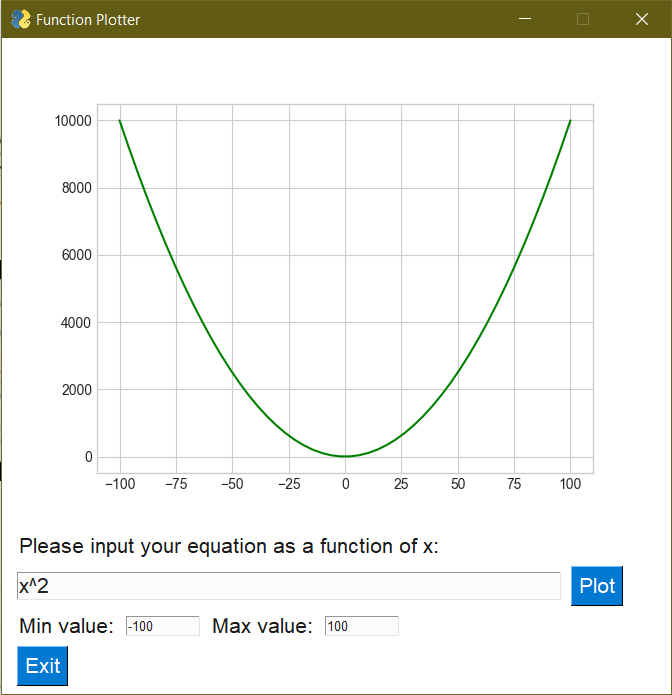 Function Plotter
10000
8000
6000
4000
2000
0
−100 −75 −50 −25 0 25 50 75 100
Please input your equation as a function of x:
x^2 Plot
Min value: -100 Max value: 100
Exit